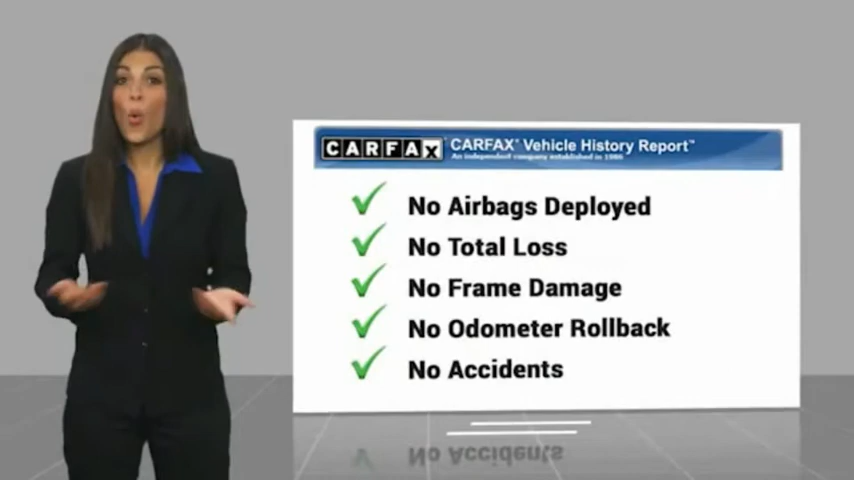 CARFAX CARFAX® Vehicle History Report™
An independent company established in 1986
No Airbags Deployed
No Total Loss
No Frame Damage
No Odometer Rollback
No Accidents
No Accidents